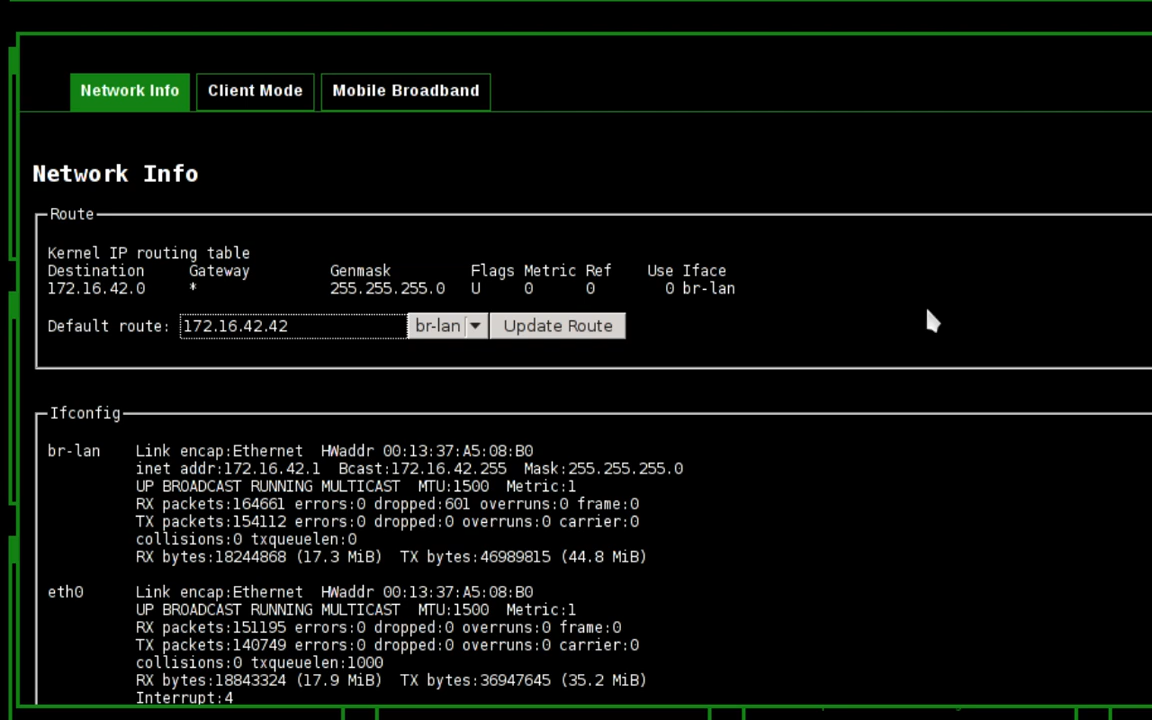 Network Info Client Mode Mobile Broadband
Network Info
Route
Kernel IP routing table
Destination Gateway Genmask Flags Metric Ref Use Iface
172.16.42.0 * 255.255.255.0 U 0 0 0 br-lan
Default route: 172.16.42.42 br-lan Update Route
Ifconfig
br-lan Link encap:Ethernet HWaddr 00:13:37:A5:08:B0
inet addr:172.16.42.1 Bcast:172.16.42.255 Mask:255.255.255.0
UP BROADCAST RUNNING MULTICAST MTU:1500 Metric:1
RX packets:164661 errors:0 dropped:601 overruns:0 frame:0
TX packets:154112 errors:0 dropped:0 overruns:0 carrier:0
collisions:0 txqueuelen:0
RX bytes:18244868 (17.3 MiB) TX bytes:46989815 (44.8 MiB)
eth0 Link encap:Ethernet HWaddr 00:13:37:A5:08:B0
UP BROADCAST RUNNING MULTICAST MTU:1500 Metric:1
RX packets:151195 errors:0 dropped:0 overruns:0 frame:0
TX packets:140749 errors:0 dropped:0 overruns:0 carrier:0
collisions:0 txqueuelen:1000
RX bytes:18843324 (17.9 MiB) TX bytes:36947645 (35.2 MiB)
Interrupt:4